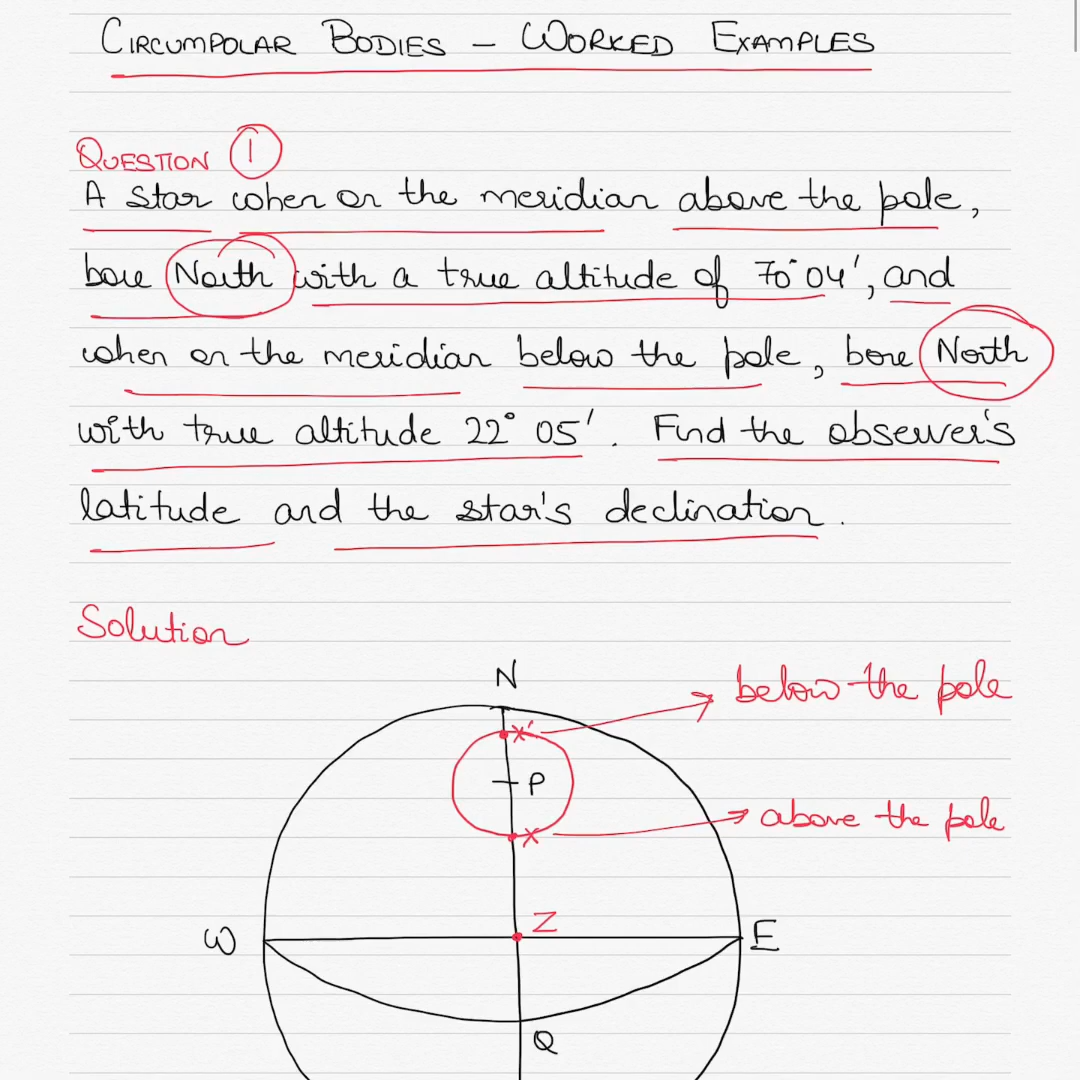 CIRCUMPOLAR BODIES – WORKED EXAMPLES
QUESTION 1
A star when on the meridian above the pole,
bore North with a true altitude of 70°04', and
when on the meridian below the pole, bore North
with true altitude 22° 05'. Find the observer's
latitude and the star's declination.
Solution
N
below the pole
X'
P
above the pole
X
Z
W
E
Q